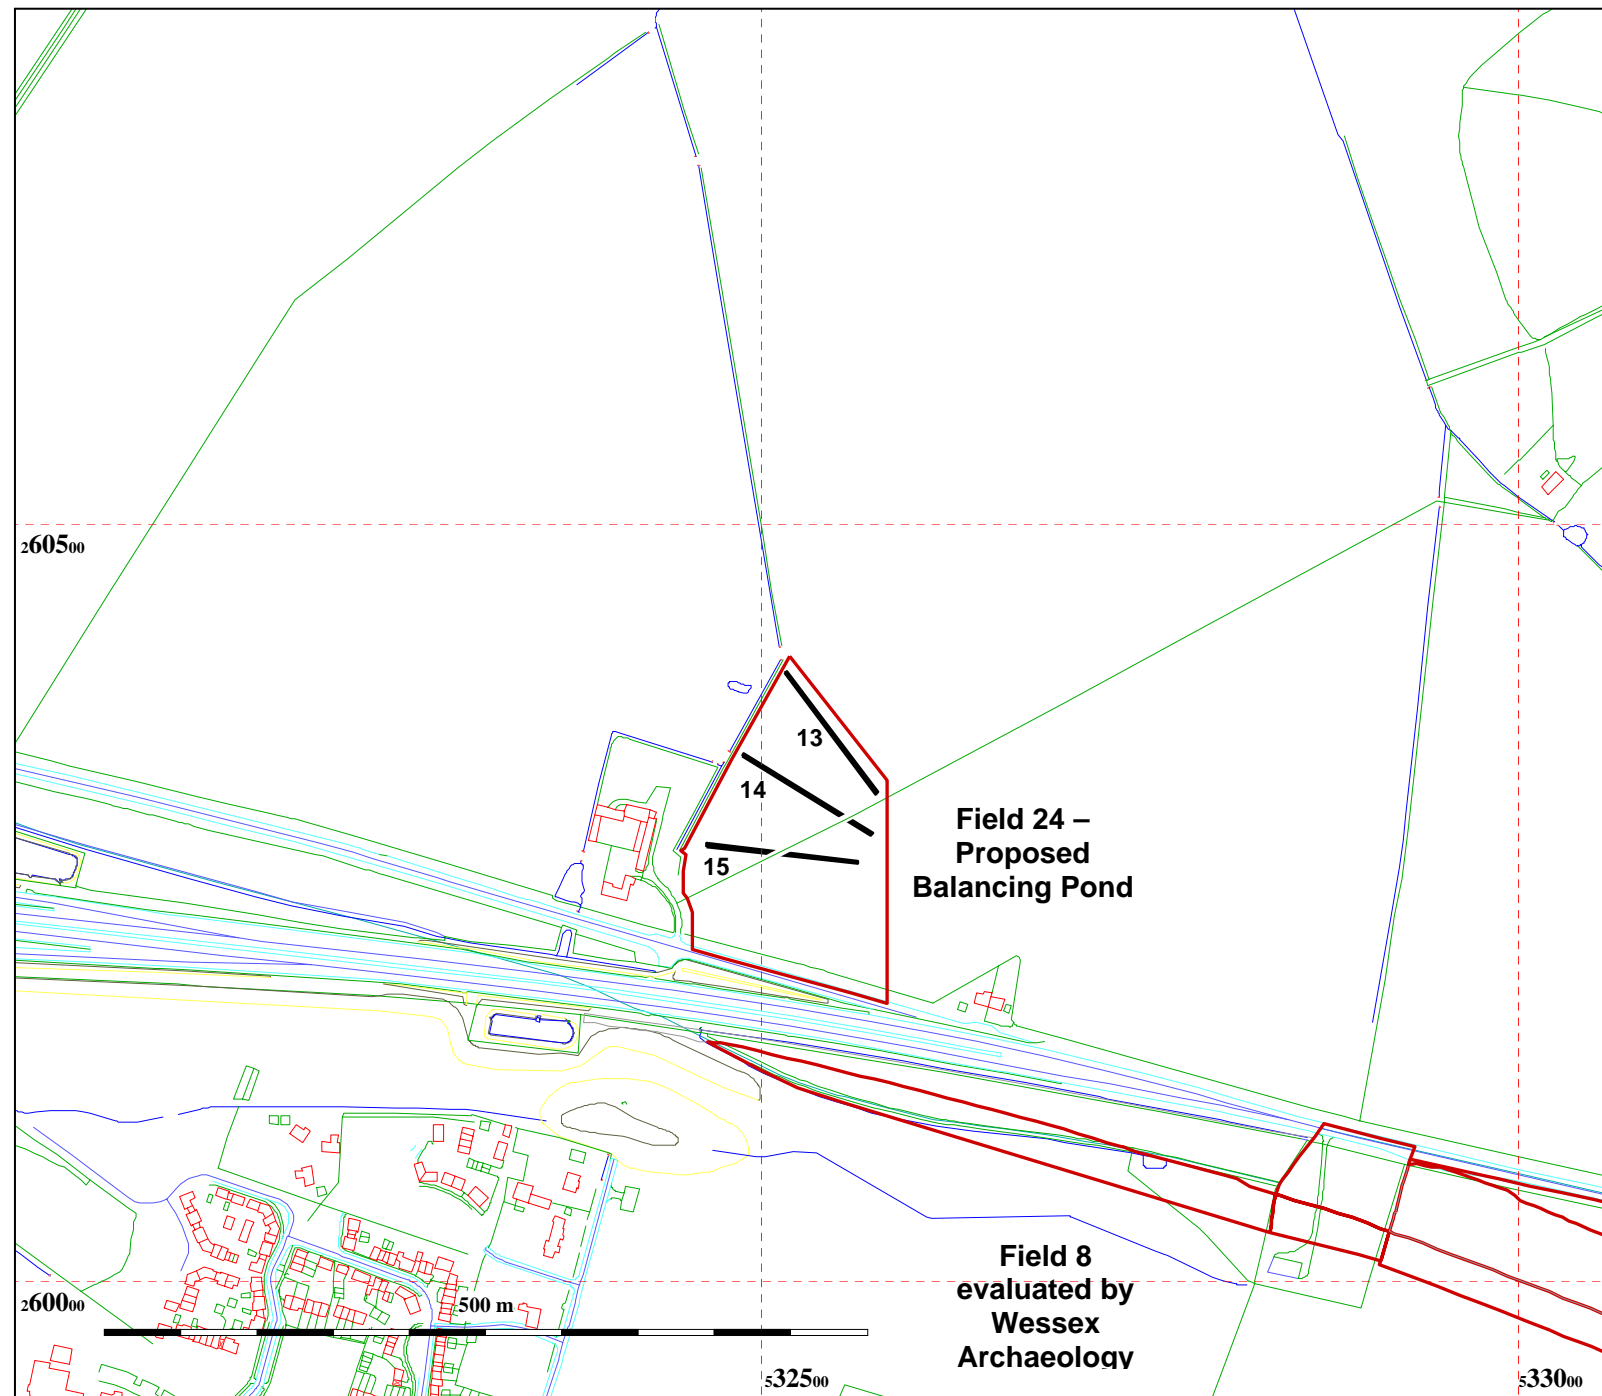 260500
13
14
15
Field 24 –
Proposed
Balancing Pond
Field 8
evaluated by
Wessex
Archaeology
260000
500 m
532500
533000